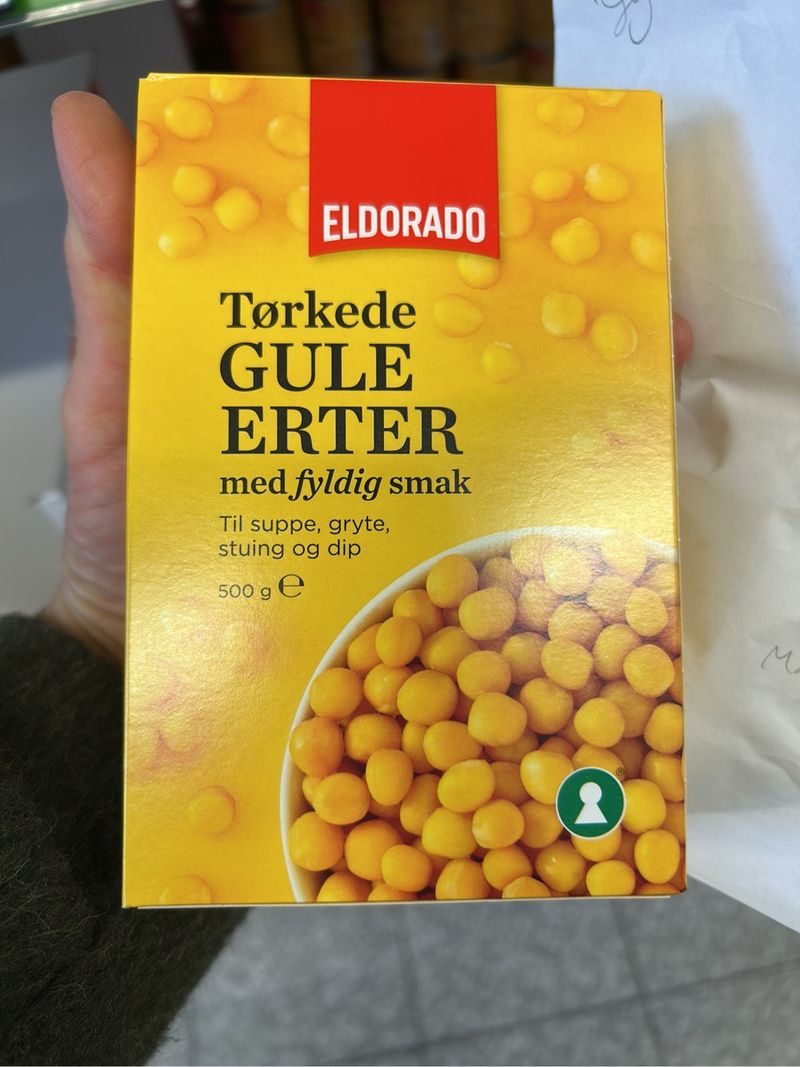 ELDORADO
Tørkede
GULE
ERTER
med fyldig smak
Til suppe, gryte,
stuing og dip
500 g ℮
®